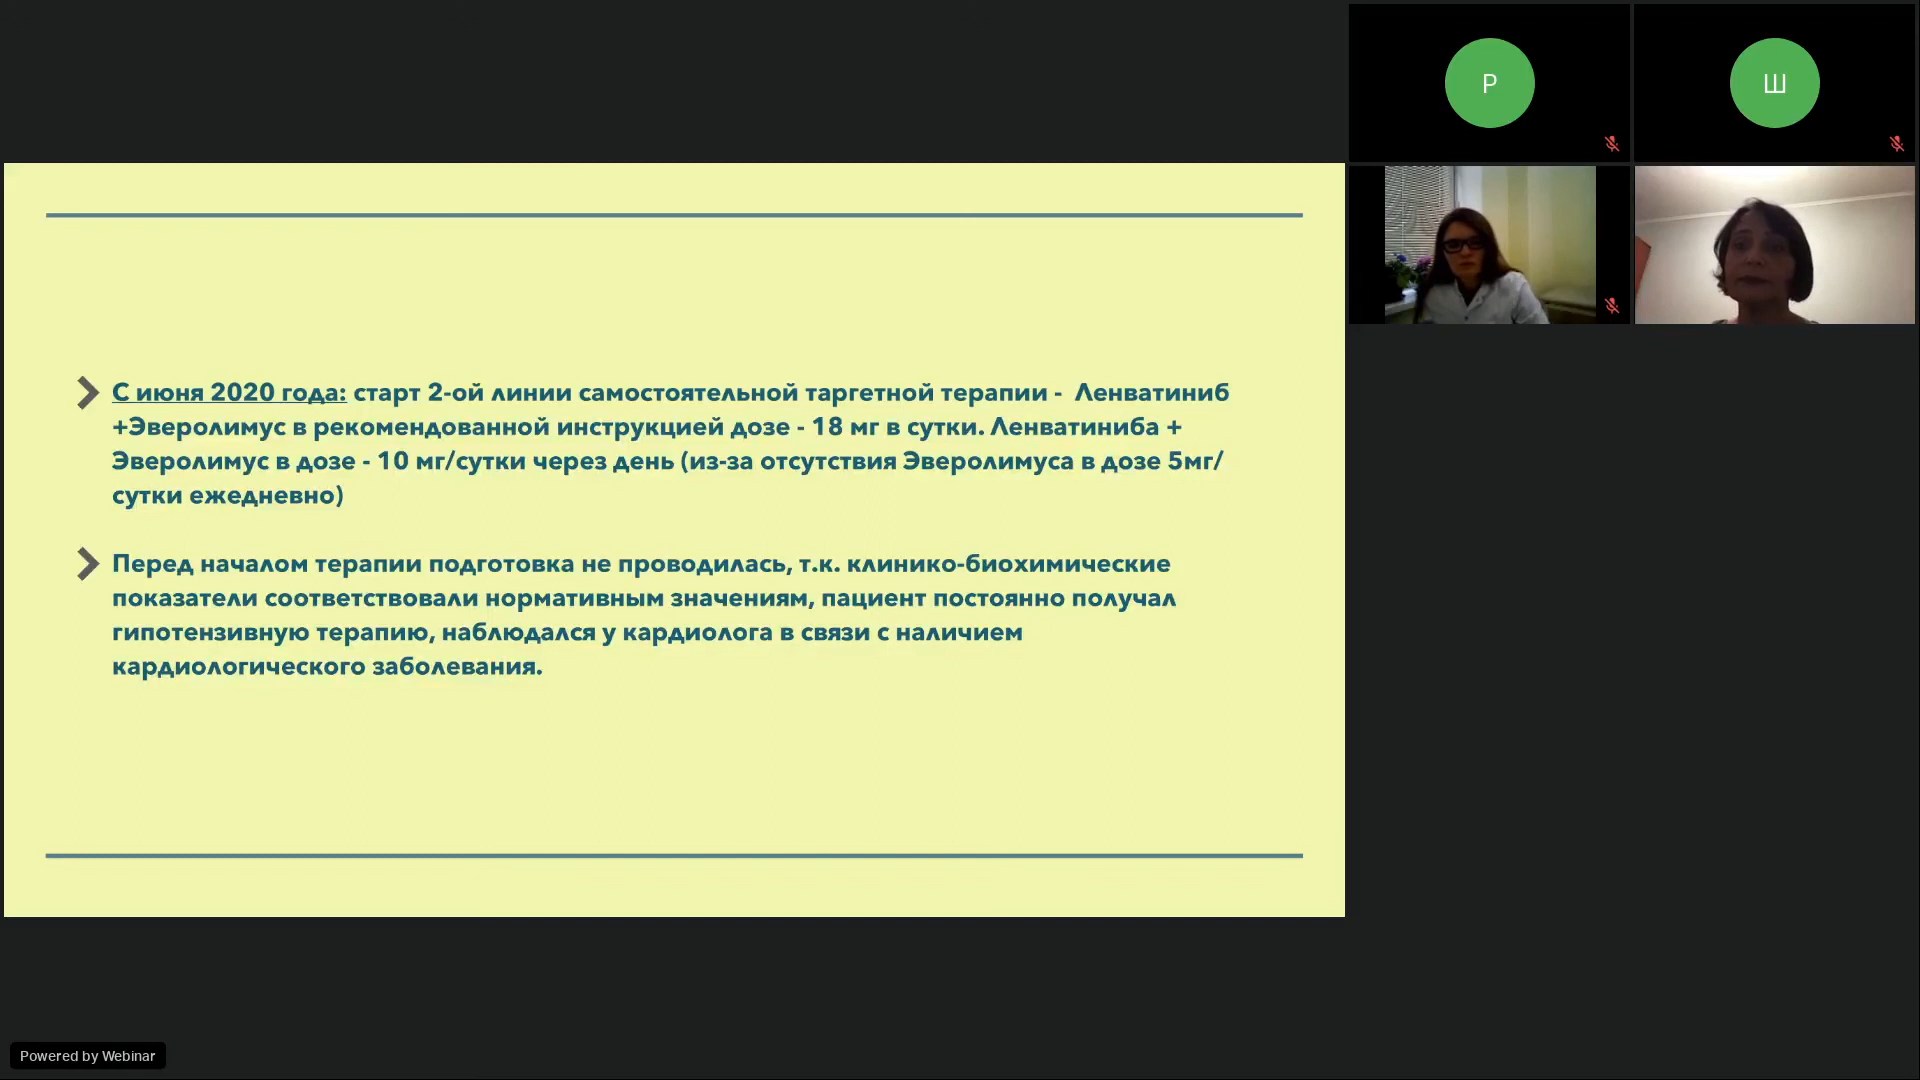 Р
Ш
С июня 2020 года: старт 2-ой линии самостоятельной таргетной терапии - Ленватиниб
+Эверолимус в рекомендованной инструкцией дозе - 18 мг в сутки. Ленватиниба +
Эверолимус в дозе - 10 мг/сутки через день (из-за отсутствия Эверолимуса в дозе 5мг/
сутки ежедневно)
Перед началом терапии подготовка не проводилась, т.к. клинико-биохимические
показатели соответствовали нормативным значениям, пациент постоянно получал
гипотензивную терапию, наблюдался у кардиолога в связи с наличием
кардиологического заболевания.
Powered by Webinar